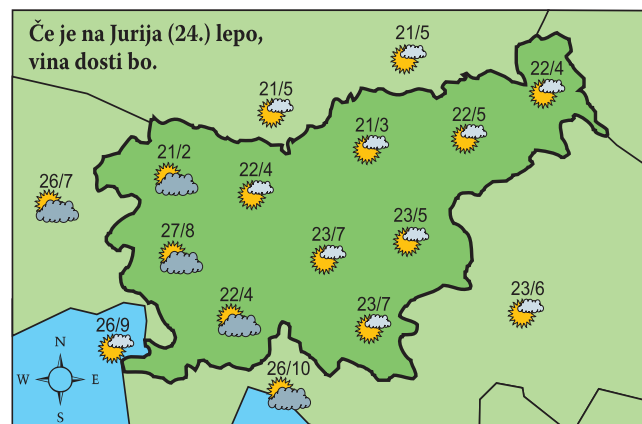 Če je na Jurija (24.) lepo,
vina dosti bo.
21/5
22/4
21/5
22/5
21/3
21/2
22/4
26/7
23/5
27/8
23/7
22/4
23/7
23/6
26/9
26/10
N
W
E
S